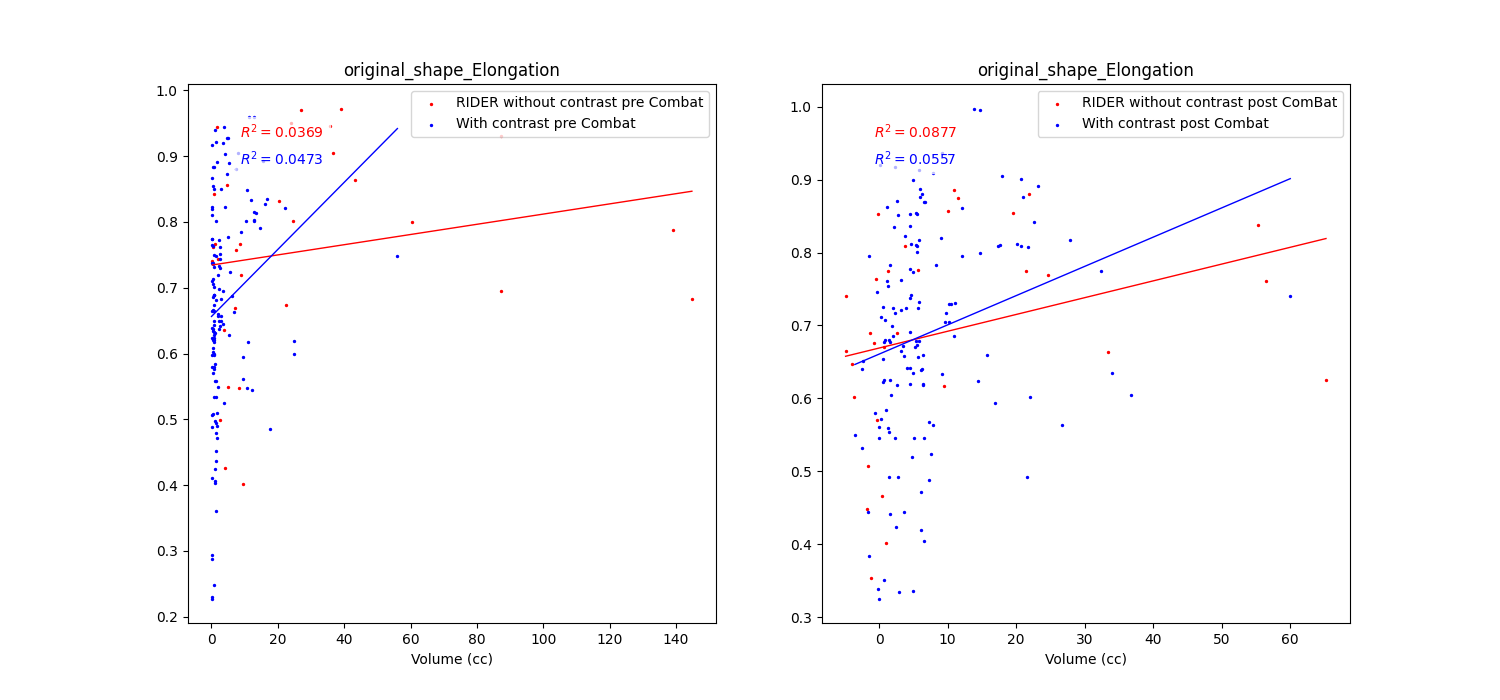 original_shape_Elongation
RIDER without contrast pre Combat
With contrast pre Combat
R² = 0.0369
R² = 0.0473
1.0
0.9
0.8
0.7
0.6
0.5
0.4
0.3
0.2
0 20 40 60 80 100 120 140
Volume (cc)
original_shape_Elongation
RIDER without contrast post ComBat
With contrast post Combat
R² = 0.0877
R² = 0.0557
1.0
0.9
0.8
0.7
0.6
0.5
0.4
0.3
0 10 20 30 40 50 60
Volume (cc)